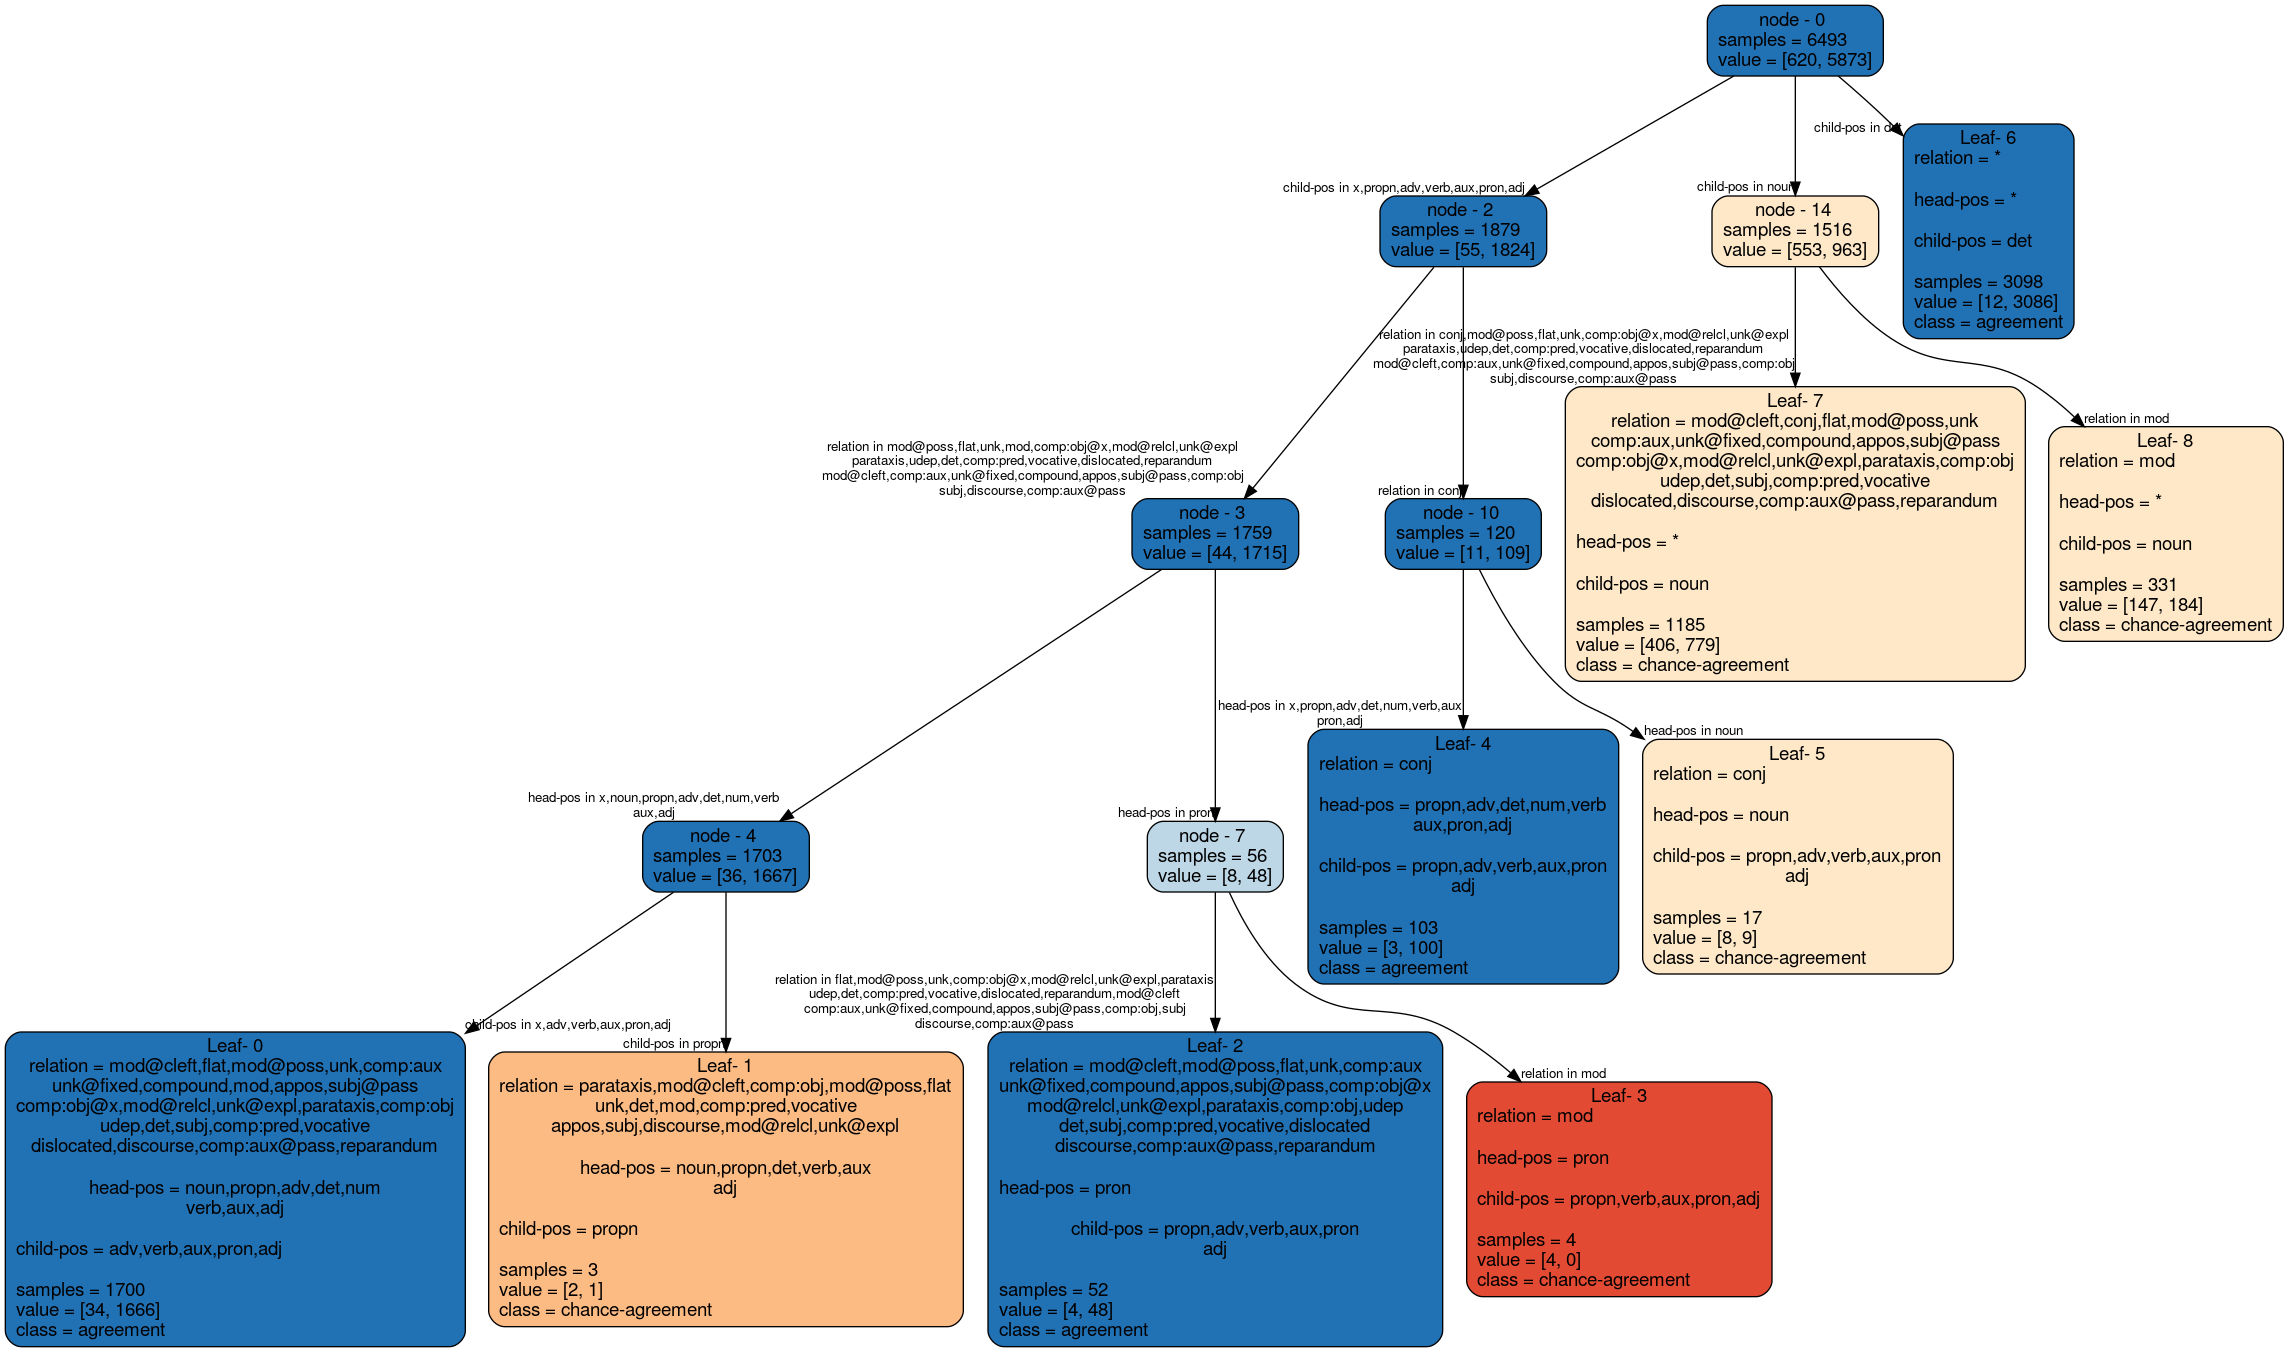 node - 0
samples = 6493
value = [620, 5873]
child-pos in det
Leaf- 6
relation = *
head-pos = *
child-pos = det
samples = 3098
value = [12, 3086]
class = agreement
child-pos in x,propn,adv,verb,aux,pron,adj
node - 2
samples = 1879
value = [55, 1824]
child-pos in noun
node - 14
samples = 1516
value = [553, 963]
relation in conj,mod@poss,flat,unk,comp:obj@x,mod@relcl,unk@expl
parataxis,udep,det,comp:pred,vocative,dislocated,reparandum
mod@cleft,comp:aux,unk@fixed,compound,appos,subj@pass,comp:obj
subj,discourse,comp:aux@pass
Leaf- 7
relation = mod@cleft,conj,flat,mod@poss,unk
comp:aux,unk@fixed,compound,appos,subj@pass
comp:obj@x,mod@relcl,unk@expl,parataxis,comp:obj
udep,det,subj,comp:pred,vocative
dislocated,discourse,comp:aux@pass,reparandum
head-pos = *
child-pos = noun
samples = 1185
value = [406, 779]
class = chance-agreement
relation in mod
Leaf- 8
relation = mod
head-pos = *
child-pos = noun
samples = 331
value = [147, 184]
class = chance-agreement
relation in mod@poss,flat,unk,mod,comp:obj@x,mod@relcl,unk@expl
parataxis,udep,det,comp:pred,vocative,dislocated,reparandum
mod@cleft,comp:aux,unk@fixed,compound,appos,subj@pass,comp:obj
subj,discourse,comp:aux@pass
node - 3
samples = 1759
value = [44, 1715]
relation in conj
node - 10
samples = 120
value = [11, 109]
head-pos in x,propn,adv,det,num,verb,aux
pron,adj
Leaf- 4
relation = conj
head-pos = propn,adv,det,num,verb
aux,pron,adj
child-pos = propn,adv,verb,aux,pron
adj
samples = 103
value = [3, 100]
class = agreement
head-pos in noun
Leaf- 5
relation = conj
head-pos = noun
child-pos = propn,adv,verb,aux,pron
adj
samples = 17
value = [8, 9]
class = chance-agreement
head-pos in x,noun,propn,adv,det,num,verb
aux,adj
node - 4
samples = 1703
value = [36, 1667]
head-pos in pron
node - 7
samples = 56
value = [8, 48]
child-pos in x,adv,verb,aux,pron,adj
Leaf- 0
relation = mod@cleft,flat,mod@poss,unk,comp:aux
unk@fixed,compound,mod,appos,subj@pass
comp:obj@x,mod@relcl,unk@expl,parataxis,comp:obj
udep,det,subj,comp:pred,vocative
dislocated,discourse,comp:aux@pass,reparandum
head-pos = noun,propn,adv,det,num
verb,aux,adj
child-pos = adv,verb,aux,pron,adj
samples = 1700
value = [34, 1666]
class = agreement
child-pos in propn
Leaf- 1
relation = parataxis,mod@cleft,comp:obj,mod@poss,flat
unk,det,mod,comp:pred,vocative
appos,subj,discourse,mod@relcl,unk@expl
head-pos = noun,propn,det,verb,aux
adj
child-pos = propn
samples = 3
value = [2, 1]
class = chance-agreement
relation in flat,mod@poss,unk,comp:obj@x,mod@relcl,unk@expl,parataxis
udep,det,comp:pred,vocative,dislocated,reparandum,mod@cleft
comp:aux,unk@fixed,compound,appos,subj@pass,comp:obj,subj
discourse,comp:aux@pass
Leaf- 2
relation = mod@cleft,mod@poss,flat,unk,comp:aux
unk@fixed,compound,appos,subj@pass,comp:obj@x
mod@relcl,unk@expl,parataxis,comp:obj,udep
det,subj,comp:pred,vocative,dislocated
discourse,comp:aux@pass,reparandum
head-pos = pron
child-pos = propn,adv,verb,aux,pron
adj
samples = 52
value = [4, 48]
class = agreement
relation in mod
Leaf- 3
relation = mod
head-pos = pron
child-pos = propn,verb,aux,pron,adj
samples = 4
value = [4, 0]
class = chance-agreement